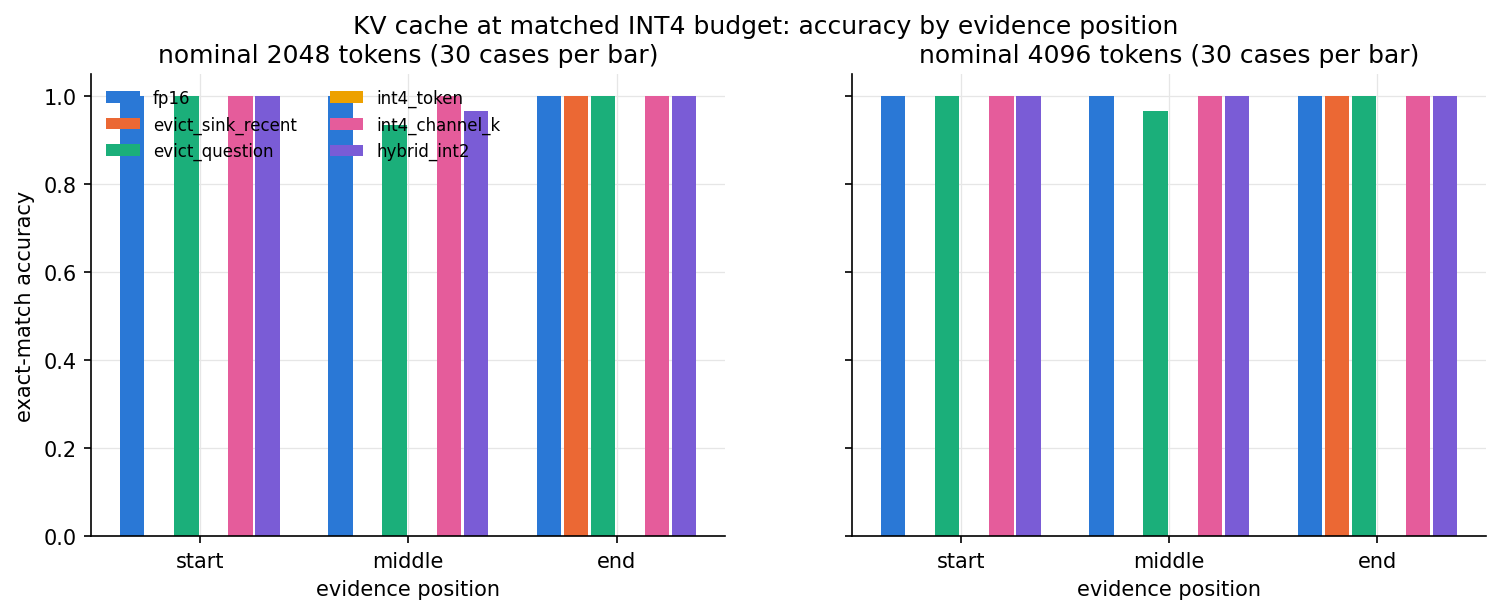 KV cache at matched INT4 budget: accuracy by evidence position
nominal 2048 tokens (30 cases per bar)
nominal 4096 tokens (30 cases per bar)
fp16
evict_sink_recent
evict_question
int4_token
int4_channel_k
hybrid_int2
exact-match accuracy
1.0
0.8
0.6
0.4
0.2
0.0
start
middle
end
evidence position
start
middle
end
evidence position